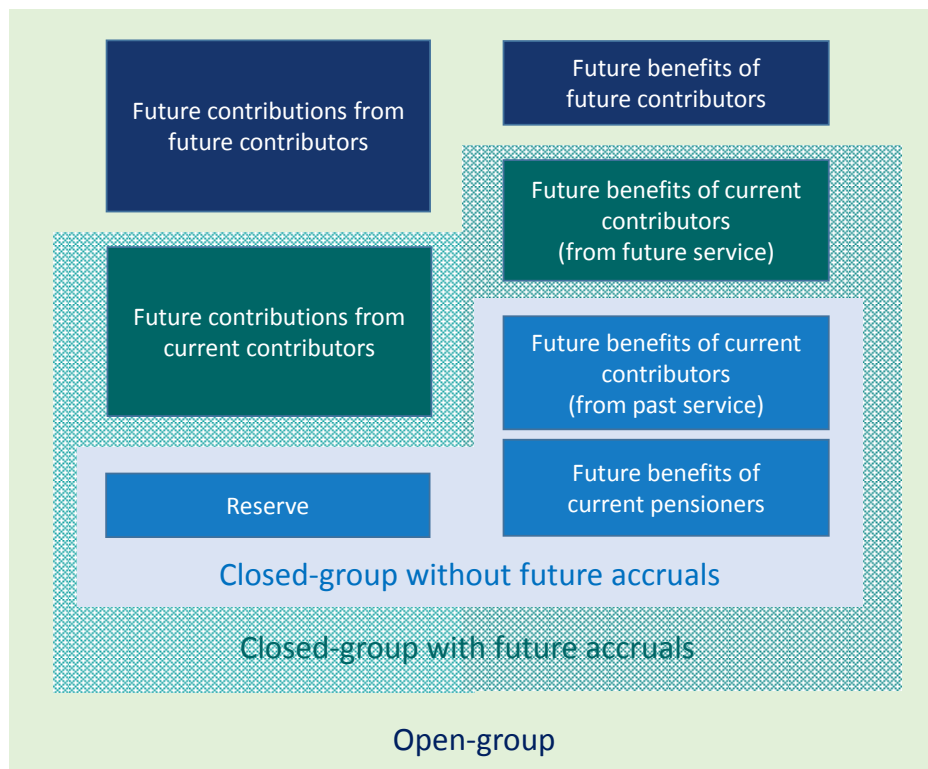 Future contributions from
future contributors
Future benefits of
future contributors
Future benefits of current
contributors
(from future service)
Future contributions from
current contributors
Future benefits of current
contributors
(from past service)
Reserve
Future benefits of
current pensioners
Closed-group without future accruals
Closed-group with future accruals
Open-group